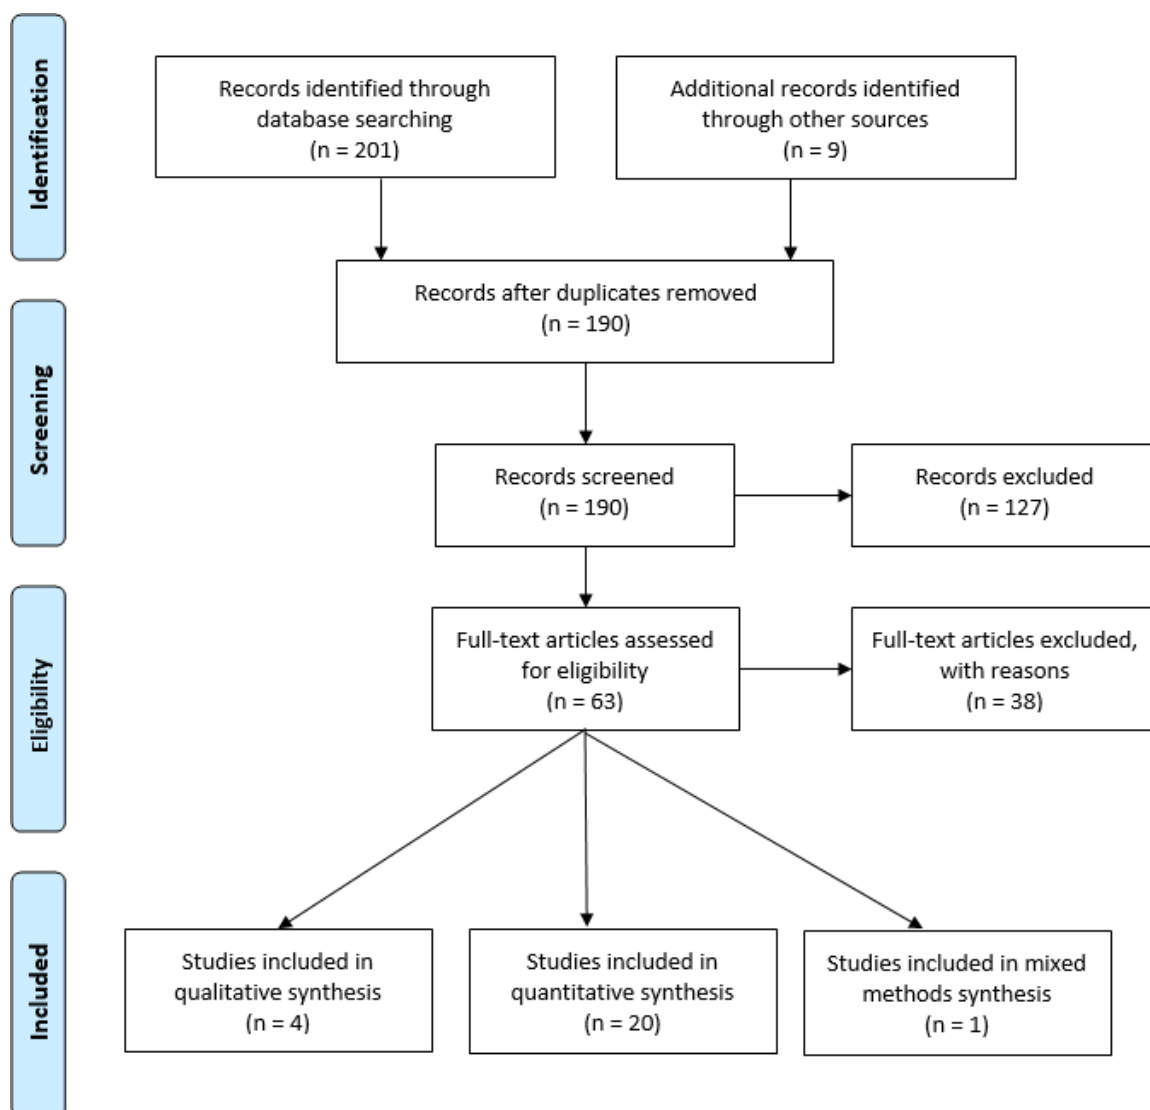 Identification
Records identified through
database searching
(n = 201)
Additional records identified
through other sources
(n = 9)
Records after duplicates removed
(n = 190)
Screening
Records screened
(n = 190)
Records excluded
(n = 127)
Eligibility
Full-text articles assessed
for eligibility
(n = 63)
Full-text articles excluded,
with reasons
(n = 38)
Included
Studies included in
qualitative synthesis
(n = 4)
Studies included in
quantitative synthesis
(n = 20)
Studies included in mixed
methods synthesis
(n = 1)